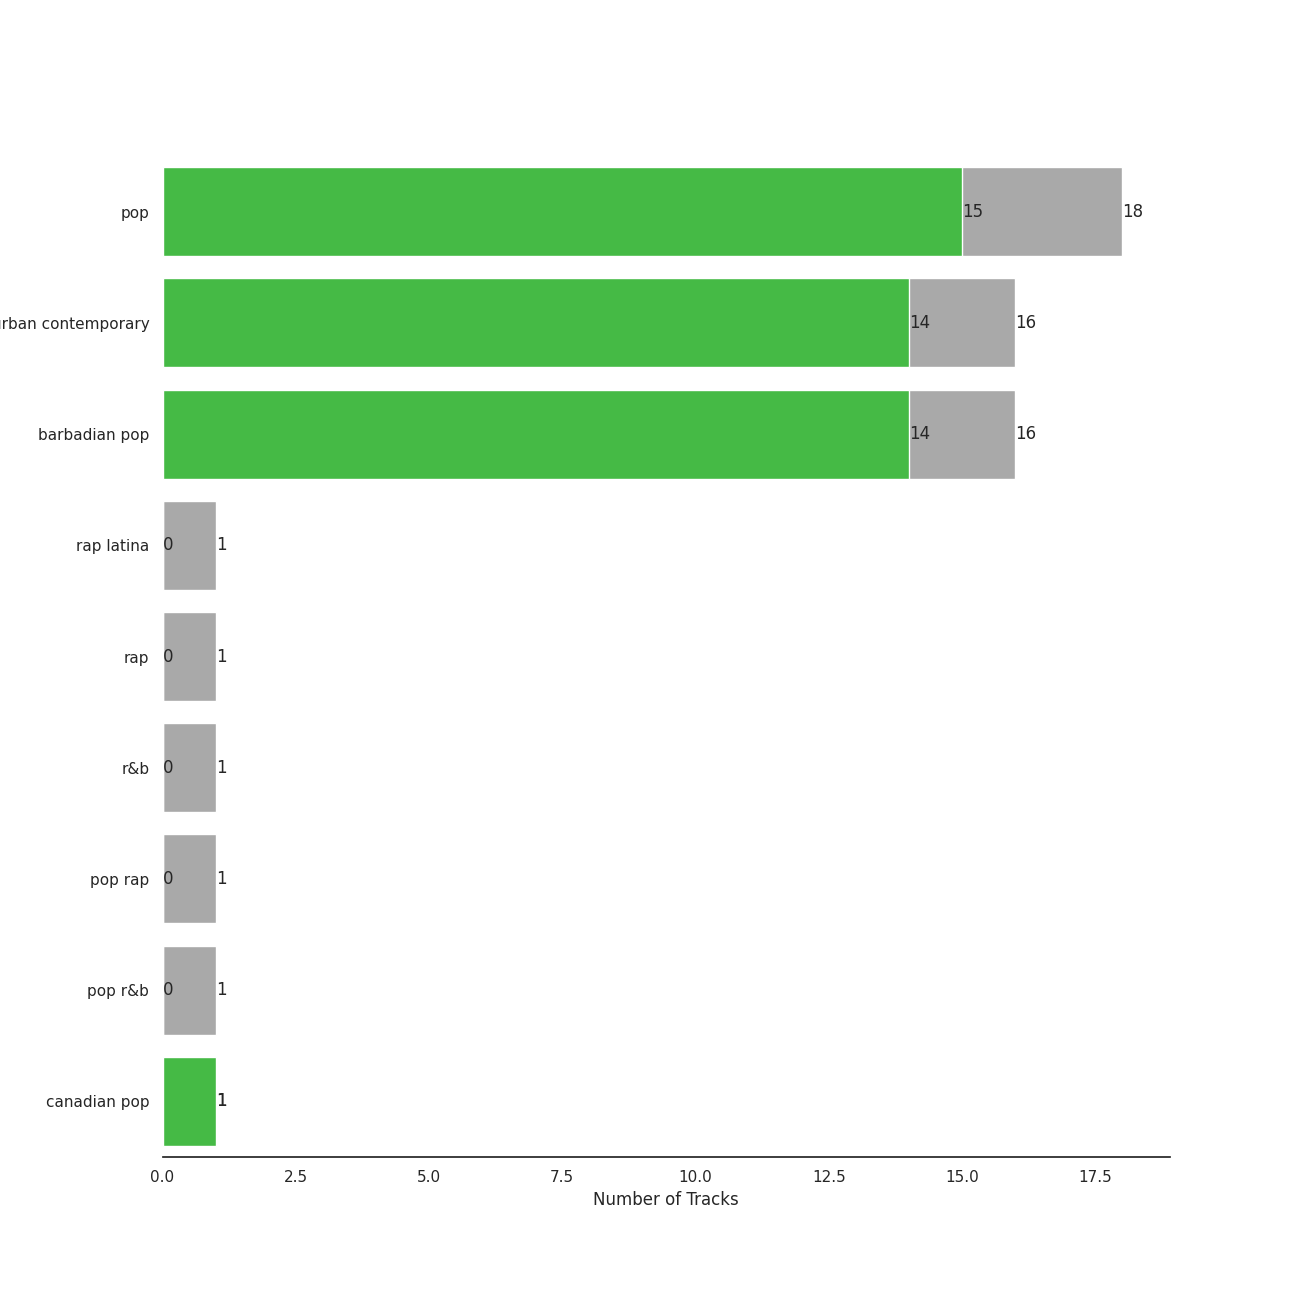 pop 15 18
rban contemporary 14 16
barbadian pop 14 16
rap latina 0 1
rap 0 1
r&b 0 1
pop rap 0 1
pop r&b 0 1
canadian pop 1
0.0 2.5 5.0 7.5 10.0 12.5 15.0 17.5
Number of Tracks